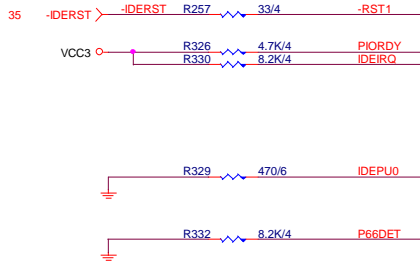 35 -IDERST -IDERST R257 33/4 -RST1
VCC3 R326 4.7K/4 PIORDY
R330 8.2K/4 IDEIRQ
R329 470/6 IDEPU0
R332 8.2K/4 P66DET